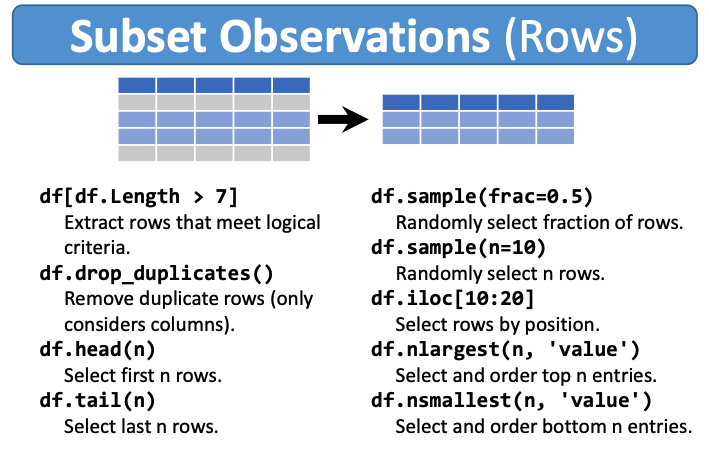 Subset Observations (Rows)
df[df.Length > 7]
Extract rows that meet logical
criteria.
df.drop_duplicates()
Remove duplicate rows (only
considers columns).
df.head(n)
Select first n rows.
df.tail(n)
Select last n rows.
df.sample(frac=0.5)
Randomly select fraction of rows.
df.sample(n=10)
Randomly select n rows.
df.iloc[10:20]
Select rows by position.
df.nlargest(n, 'value')
Select and order top n entries.
df.nsmallest(n, 'value')
Select and order bottom n entries.